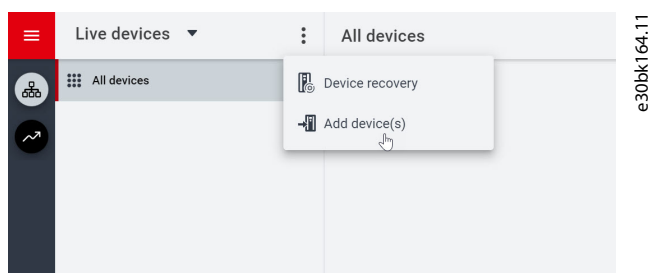 Live devices
All devices
All devices
Device recovery
Add device(s)
e30bk164.11